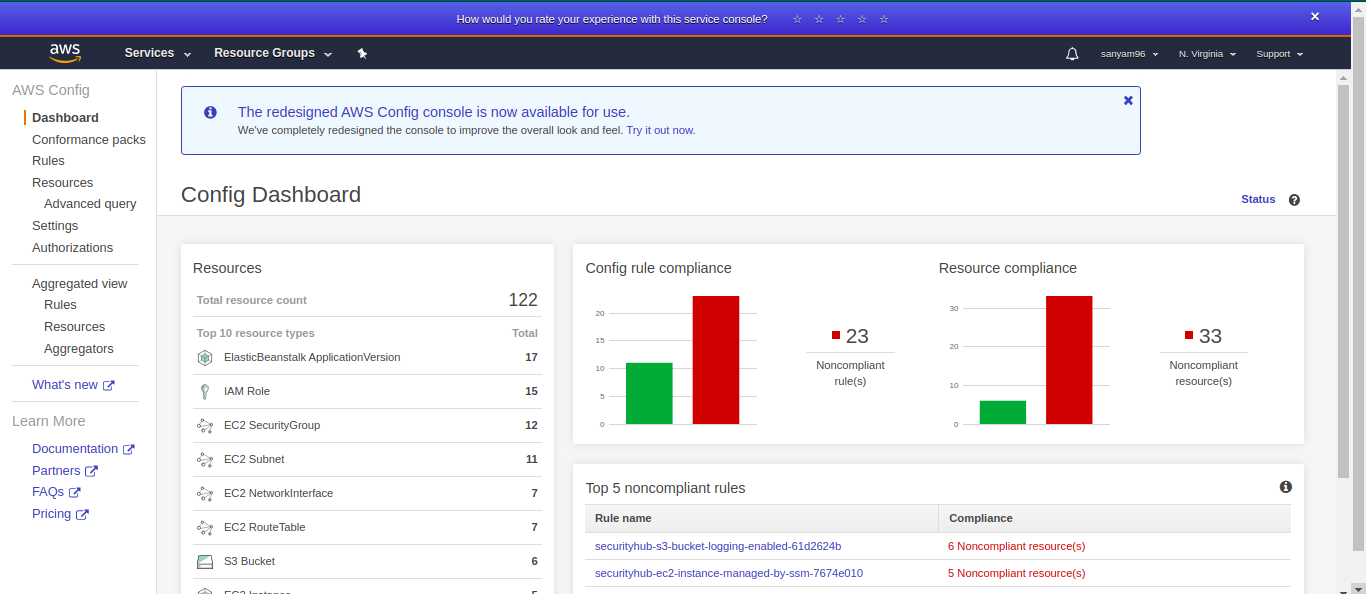 How would you rate your experience with this service console?
aws
Services
Resource Groups
sanyam96
N. Virginia
Support
AWS Config
Dashboard
Conformance packs
Rules
Resources
Advanced query
Settings
Authorizations
Aggregated view
Rules
Resources
Aggregators
What's new
Learn More
Documentation
Partners
FAQs
Pricing
The redesigned AWS Config console is now available for use.
We've completely redesigned the console to improve the overall look and feel. Try it out now.
Config Dashboard
Status
Resources
Total resource count 122
Top 10 resource types Total
ElasticBeanstalk ApplicationVersion 17
IAM Role 15
EC2 SecurityGroup 12
EC2 Subnet 11
EC2 NetworkInterface 7
EC2 RouteTable 7
S3 Bucket 6
Config rule compliance
20
15
10
5
0
23
Noncompliant
rule(s)
Resource compliance
30
20
10
0
33
Noncompliant
resource(s)
Top 5 noncompliant rules
Rule name Compliance
securityhub-s3-bucket-logging-enabled-61d2624b 6 Noncompliant resource(s)
securityhub-ec2-instance-managed-by-ssm-7674e010 5 Noncompliant resource(s)